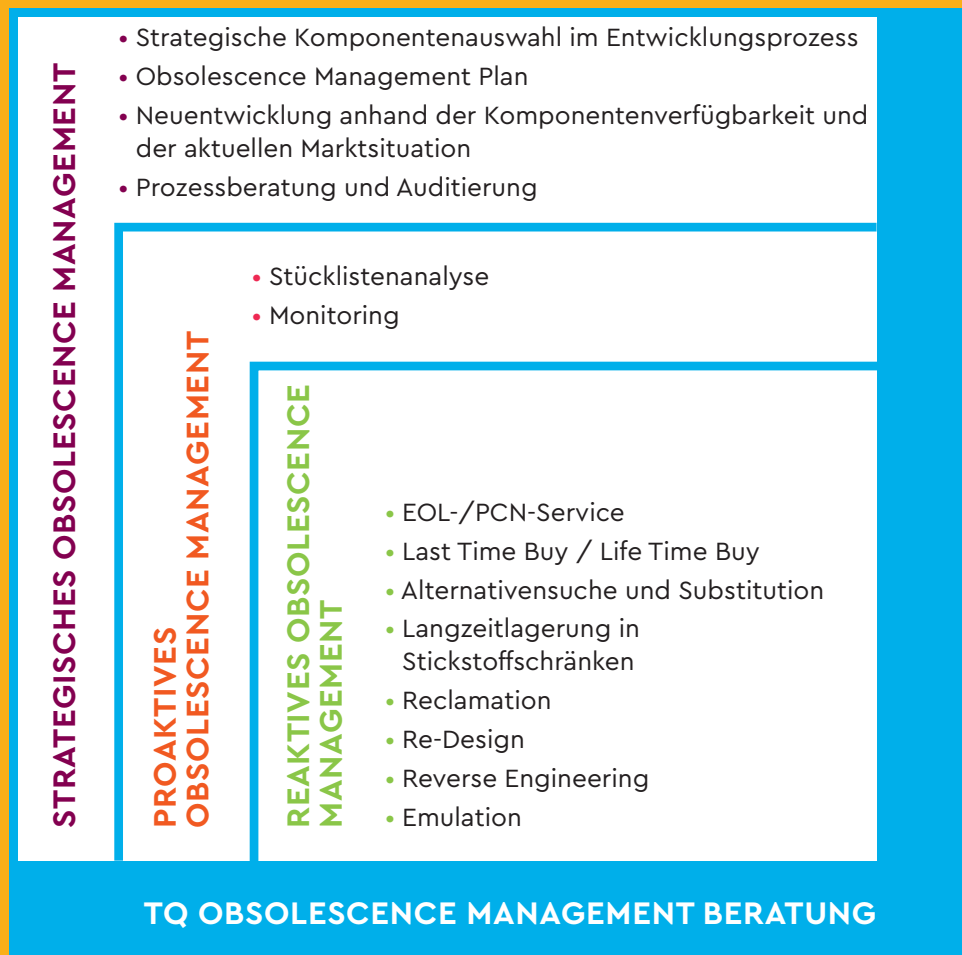 • Strategische Komponentenauswahl im Entwicklungsprozess
• Obsolescence Management Plan
• Neuentwicklung anhand der Komponentenverfügbarkeit und
der aktuellen Marktsituation
• Prozessberatung und Auditierung
STRATEGISCHES OBSOLESCENCE MANAGEMENT
• Stücklistenanalyse
• Monitoring
PROAKTIVES
OBSOLESCENCE MANAGEMENT
REAKTIVES OBSOLESCENCE
MANAGEMENT
• EOL-/PCN-Service
• Last Time Buy / Life Time Buy
• Alternativensuche und Substitution
• Langzeitlagerung in
Stickstoffschränken
• Reclamation
• Re-Design
• Reverse Engineering
• Emulation
TQ OBSOLESCENCE MANAGEMENT BERATUNG